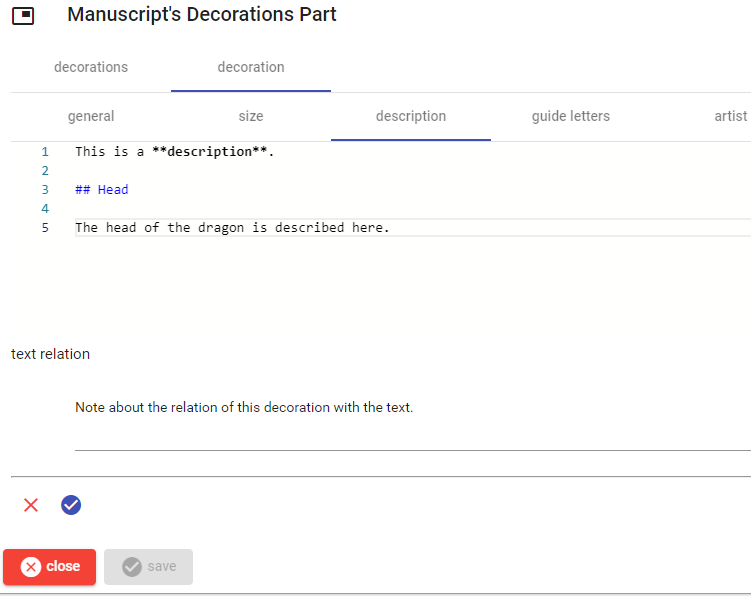 Manuscript's Decorations Part
decorations decoration
general size description guide letters artist
1 This is a **description**.
2
3 ## Head
4
5 The head of the dragon is described here.
text relation
Note about the relation of this decoration with the text.
close save